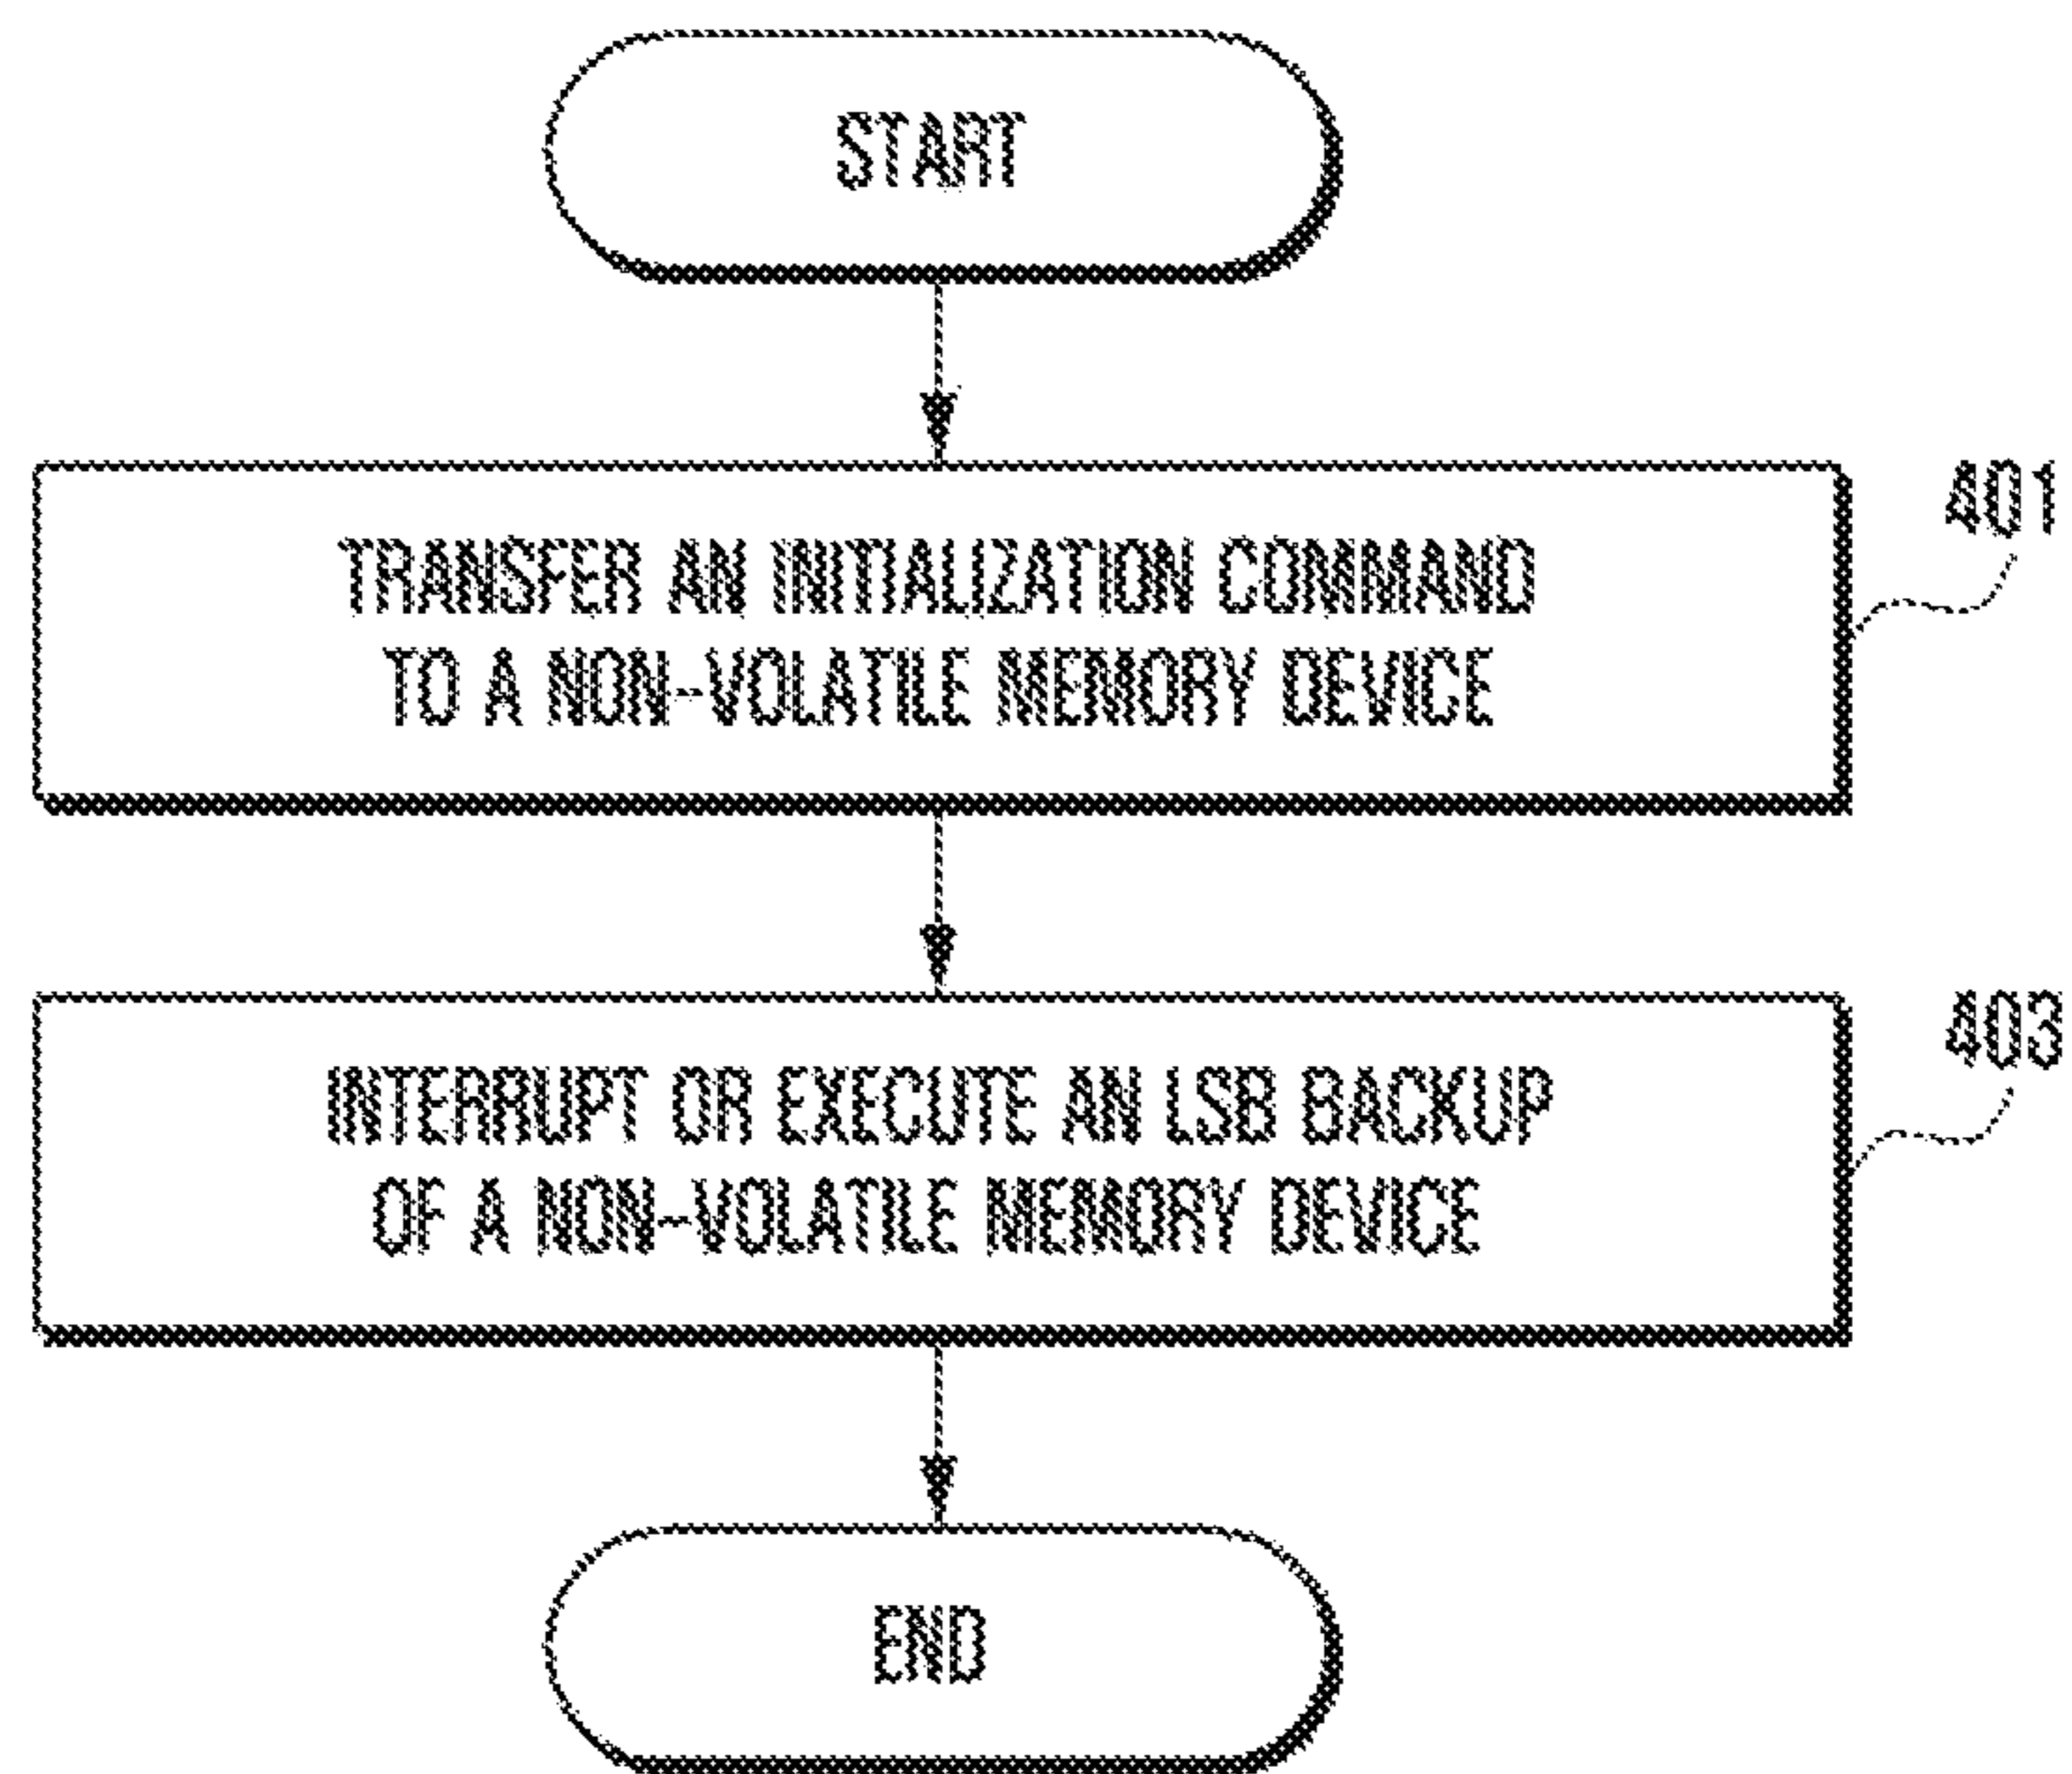 START
401
TRANSFER AN INITIALIZATION COMMAND
TO A NON-VOLATILE MEMORY DEVICE
403
INTERRUPT OR EXECUTE AN LSB BACKUP
OF A NON-VOLATILE MEMORY DEVICE
END